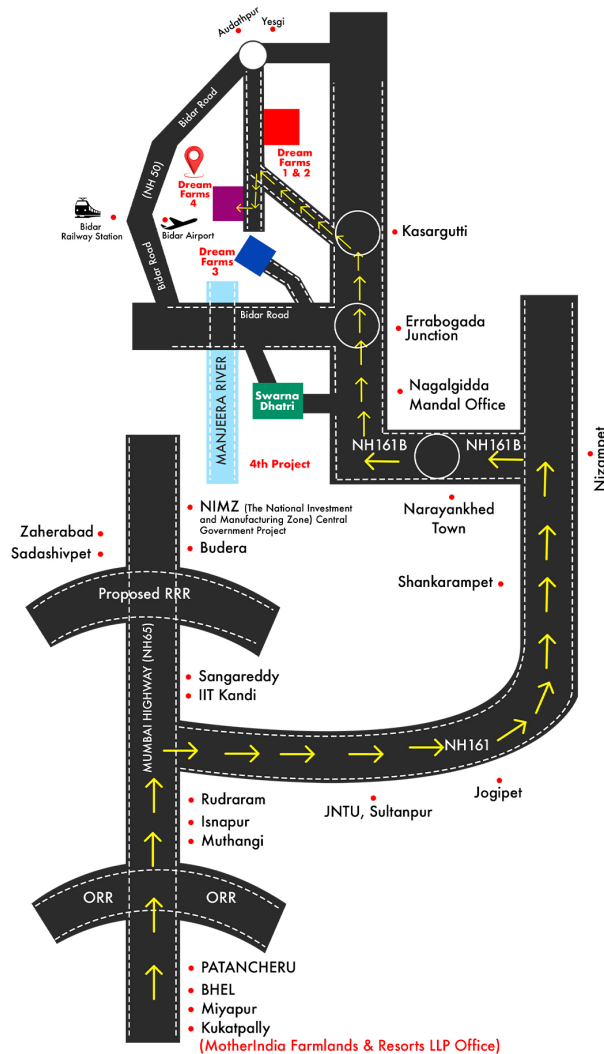 Audathpur
Yesgi
Bidar Road
Dream
Farms
1 & 2
(NH 50)
Dream
Farms
4
Bidar
Railway Station
Bidar Airport
Kasargutti
Dream
Farms
3
Bidar Road
Bidar Road
Errabogada
Junction
MANJEERA RIVER
Swarna
Dhatri
Nagalgidda
Mandal Office
NH161B
NH161B
4th Project
Nizampet
Narayankhed
Town
NIMZ (The National Investment
and Manufacturing Zone) Central
Government Project
Zaherabad
Sadashivpet
Budera
Shankarampet
Proposed RRR
MUMBAI HIGHWAY (NH65)
Sangareddy
IIT Kandi
NH161
Jogipet
JNTU, Sultanpur
Rudraram
Isnapur
Muthangi
ORR
ORR
PATANCHERU
BHEL
Miyapur
Kukatpally
(MotherIndia Farmlands & Resorts LLP Office)